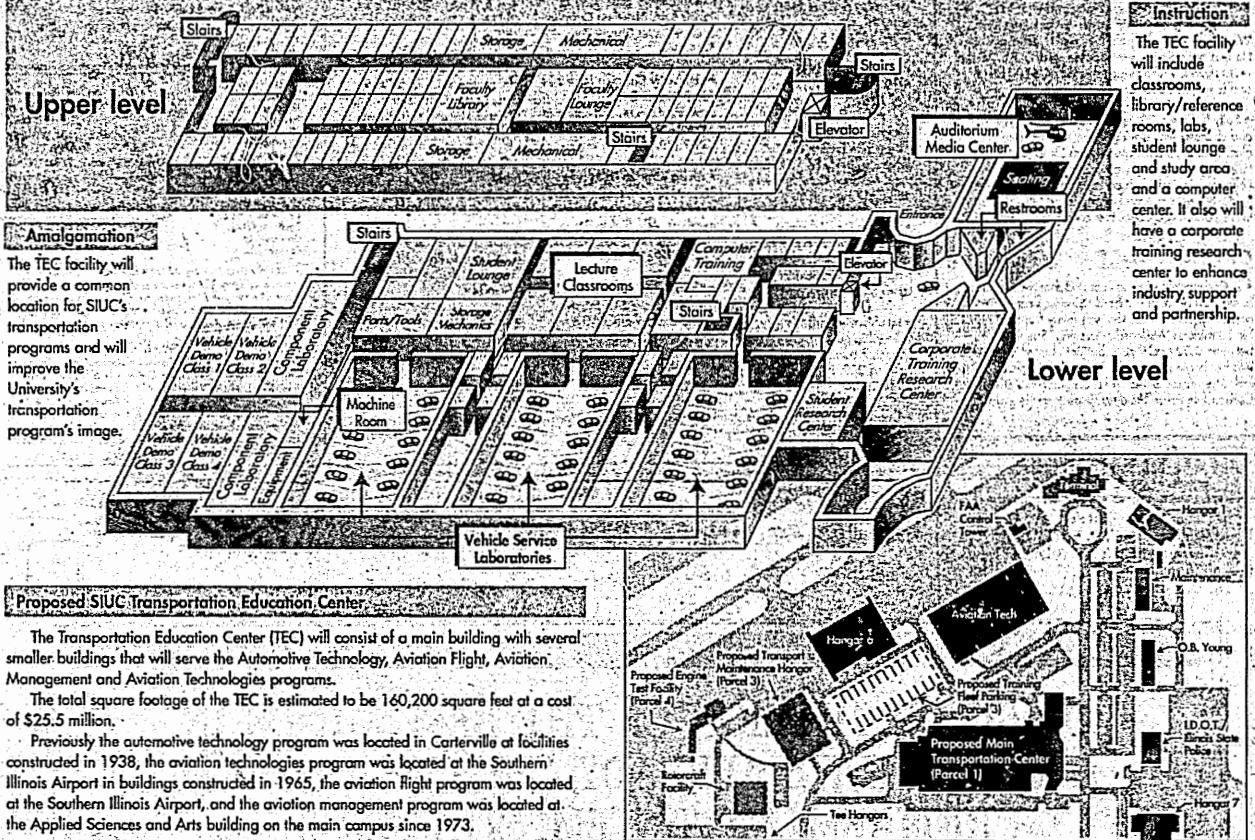 Stairs
Storage
Mechanical
Stairs
Upper level
Faculty
Library
Faculty
Lounge
Stairs
Elevator
Storage
Mechanical
Instruction
The TEC facility
will include
classrooms,
library/reference
rooms, labs,
student lounge
and study area
and a computer
center. It also will
have a corporate
training research
center to enhance
industry support
and partnership.
Auditorium
Media Center
Seating
Restrooms
Entrance
Amalgamation
The TEC facility will
provide a common
location for SIUC's
transportation
programs and will
improve the
University's
transportation
program's image.
Stairs
Student
Lounge
Lecture
Classrooms
Computer
Training
Elevator
Stairs
Parts/Tools
Storage
Mechanics
Vehicle
Demo
Class 1
Vehicle
Demo
Class 2
Component
Laboratory
Machine
Room
Student
Research
Center
Corporate
Training
Research
Center
Lower level
Vehicle
Demo
Class 3
Vehicle
Demo
Class 4
Component
Laboratory
Equipment
Vehicle Service
Laboratories
Proposed SIUC Transportation Education Center
The Transportation Education Center (TEC) will consist of a main building with several
smaller buildings that will serve the Automotive Technology, Aviation Flight, Aviation
Management and Aviation Technologies programs.
The total square footage of the TEC is estimated to be 160,200 square feet at a cost
of $25.5 million.
Previously the automotive technology program was located in Carterville at facilities
constructed in 1938, the aviation technologies program was located at the Southern
Illinois Airport in buildings constructed in 1965, the aviation flight program was located
at the Southern Illinois Airport, and the aviation management program was located at
the Applied Sciences and Arts building on the main campus since 1973.
FAA
Control
Tower
Hangar 1
Maintenance
Aviation Tech
Hangar
O.B. Young
Proposed Transport
Maintenance Hangar
(Parcel 3)
Proposed Engine
Test Facility
(Parcel 4)
Proposed Training
Fleet Parking
(Parcel 3)
I.D.O.T./
Illinois State
Police
Proposed Main
Transportation Center
(Parcel 1)
Rotorcraft
Facility
Tee Hangars
Hangar 7